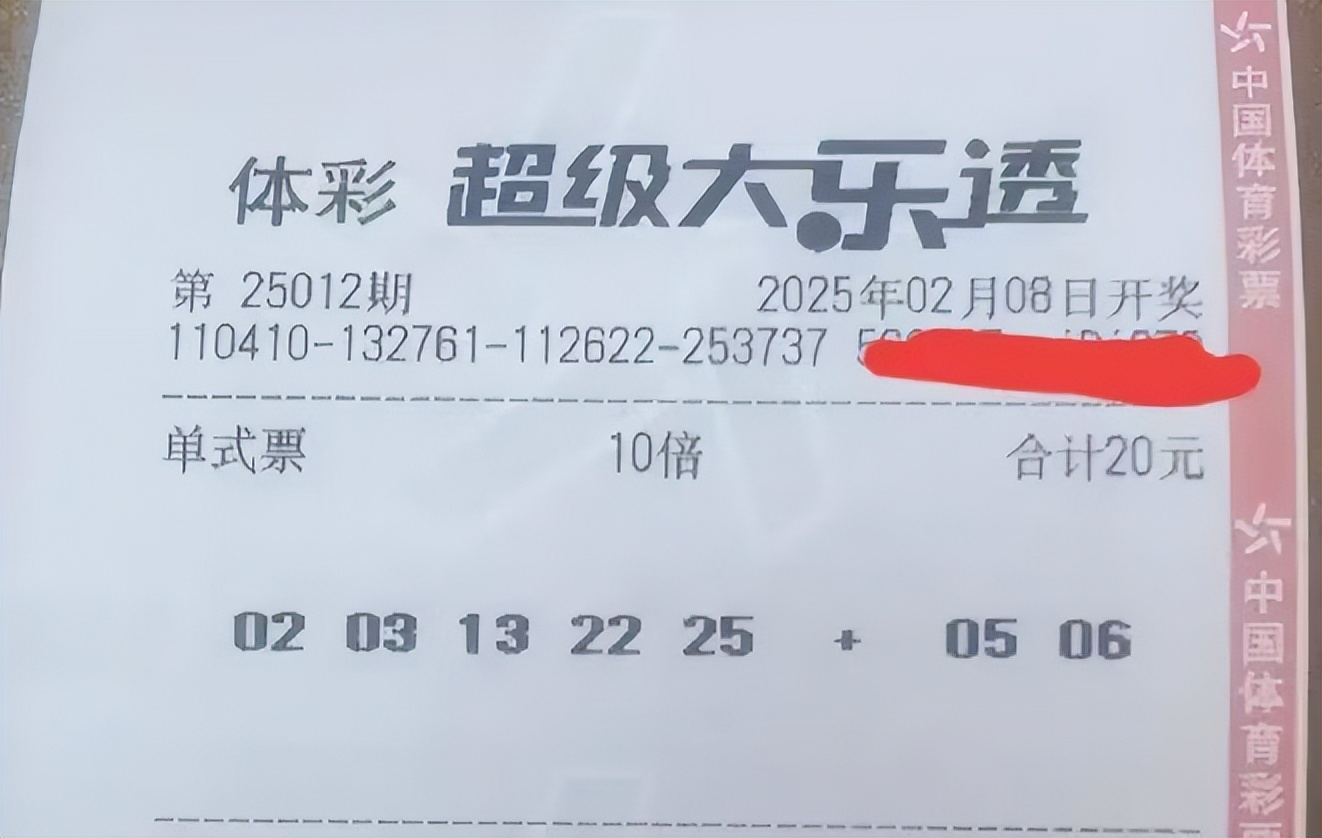 体彩 超级大乐透
第 25012期 2025年02月08日开奖
110410-132761-112622-253737
单式票 10倍 合计20元
02 03 13 22 25 + 05 06
中国体育彩票
中国体育彩